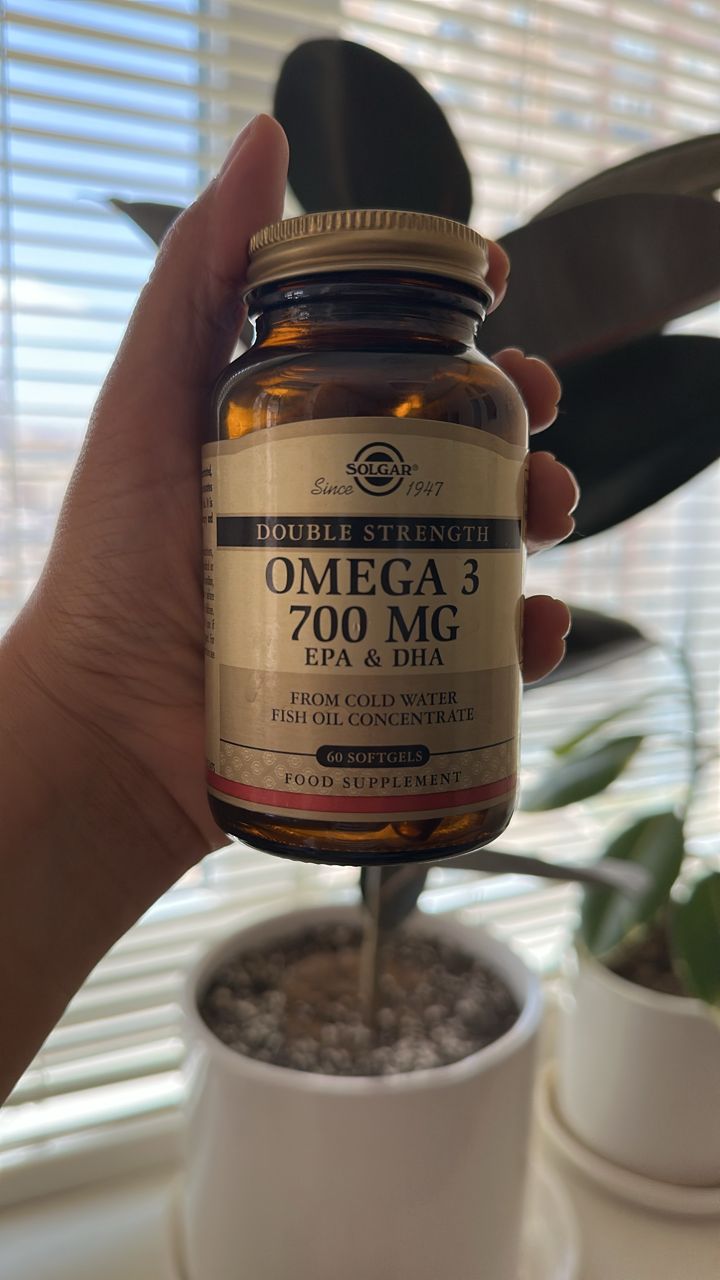 SOLGAR®
Since 1947
DOUBLE STRENGTH
OMEGA 3
700 MG
EPA & DHA
FROM COLD WATER
FISH OIL CONCENTRATE
60 SOFTGELS
FOOD SUPPLEMENT